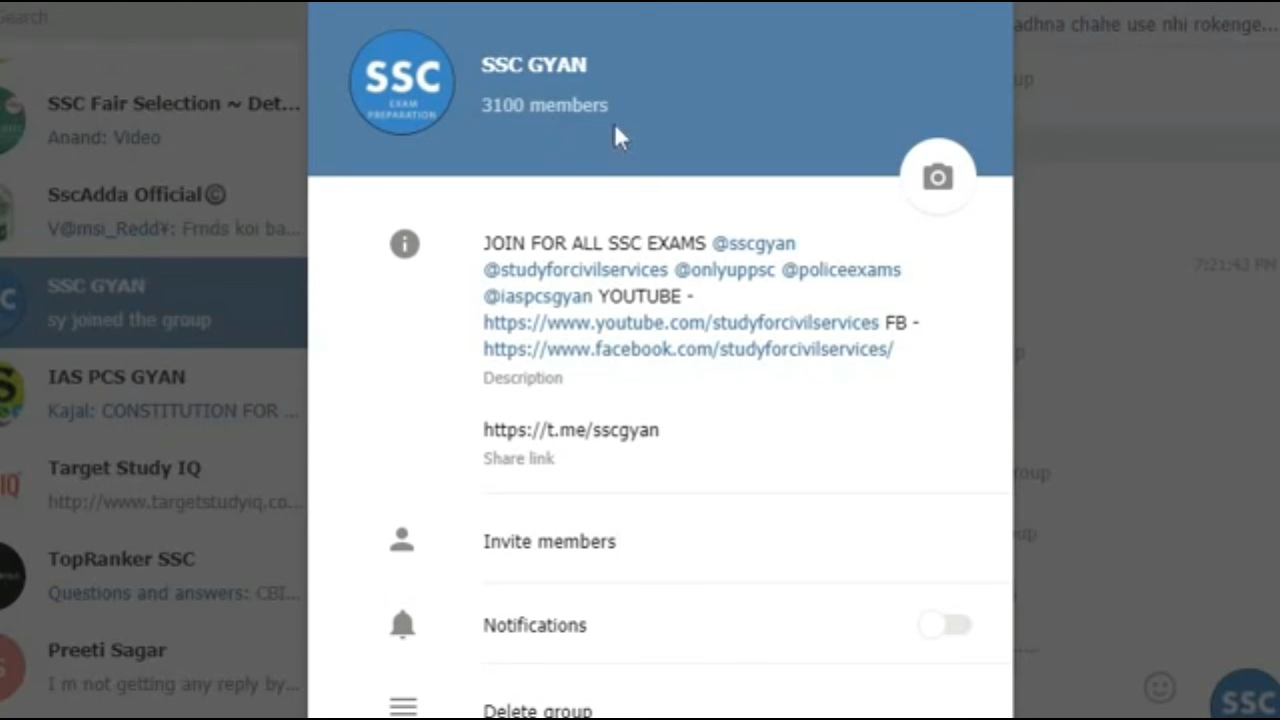 Search
SSC Fair Selection ~ Det...
Anand: Video
SscAdda Official©
V@msi_Redd¥: Frnds koi ba...
SSC GYAN
sy joined the group
IAS PCS GYAN
Kajal: CONSTITUTION FOR ...
Target Study IQ
http://www.targetstudyiq.co...
TopRanker SSC
Questions and answers: CBI...
Preeti Sagar
I m not getting any reply by...
SSC
EXAM
PREPARATION
SSC GYAN
3100 members
JOIN FOR ALL SSC EXAMS @sscgyan
@studyforcivilservices @onlyuppsc @policeexams
@iaspcsgyan YOUTUBE -
https://www.youtube.com/studyforcivilservices FB -
https://www.facebook.com/studyforcivilservices/
Description
https://t.me/sscgyan
Share link
Invite members
Notifications
Delete group
adhna chahe use nhi rokenge...
7:21:42 PM
SSC